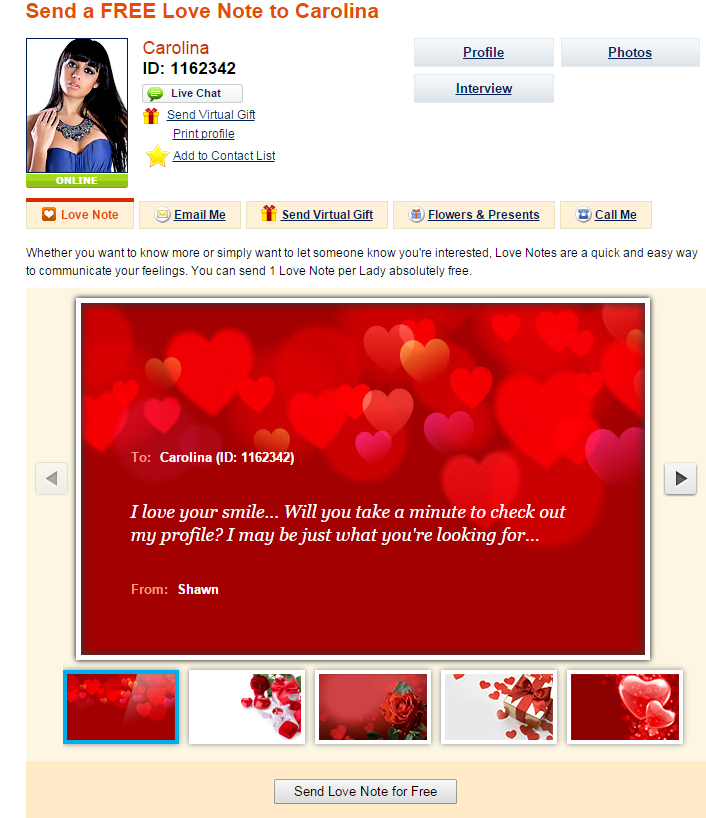 Send a FREE Love Note to Carolina
Carolina
ID: 1162342
Live Chat
Send Virtual Gift
Print profile
Add to Contact List
ONLINE
Profile
Photos
Interview
Love Note
Email Me
Send Virtual Gift
Flowers & Presents
Call Me
Whether you want to know more or simply want to let someone know you're interested, Love Notes are a quick and easy way
to communicate your feelings. You can send 1 Love Note per Lady absolutely free.
To: Carolina (ID: 1162342)
I love your smile... Will you take a minute to check out
my profile? I may be just what you're looking for...
From: Shawn
Send Love Note for Free